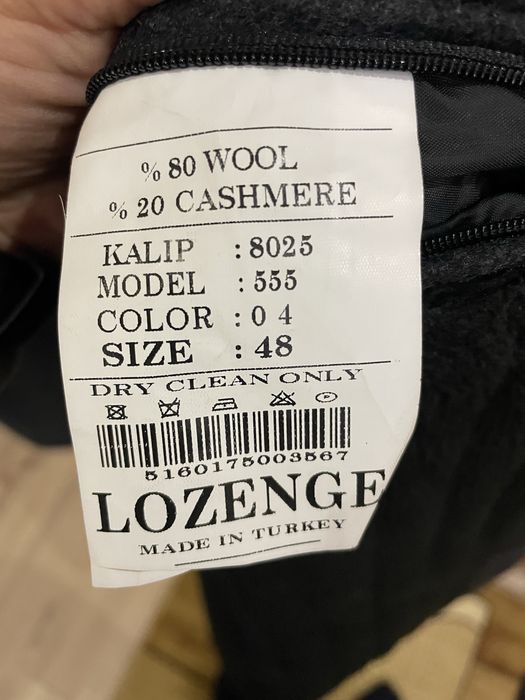 % 80 WOOL
% 20 CASHMERE
KALIP : 8025
MODEL : 555
COLOR : 0 4
SIZE : 48
DRY CLEAN ONLY
5160175003567
LOZENGE
MADE IN TURKEY